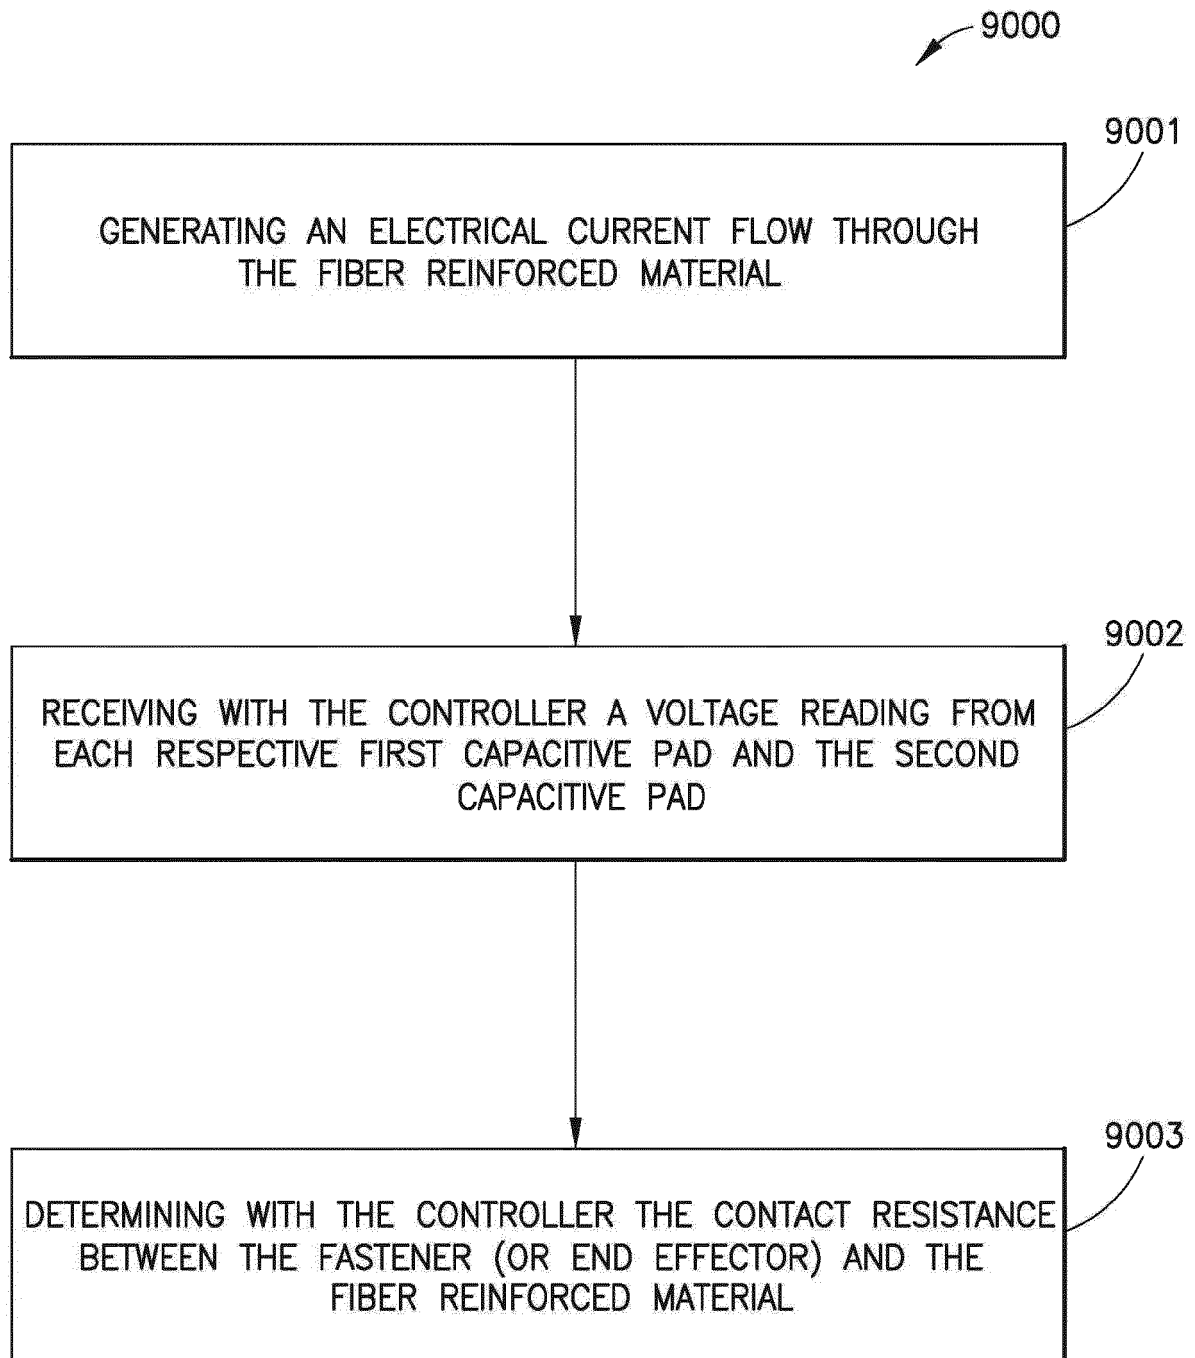 9000
9001
GENERATING AN ELECTRICAL CURRENT FLOW THROUGH
THE FIBER REINFORCED MATERIAL
9002
RECEIVING WITH THE CONTROLLER A VOLTAGE READING FROM
EACH RESPECTIVE FIRST CAPACITIVE PAD AND THE SECOND
CAPACITIVE PAD
9003
DETERMINING WITH THE CONTROLLER THE CONTACT RESISTANCE
BETWEEN THE FASTENER (OR END EFFECTOR) AND THE
FIBER REINFORCED MATERIAL